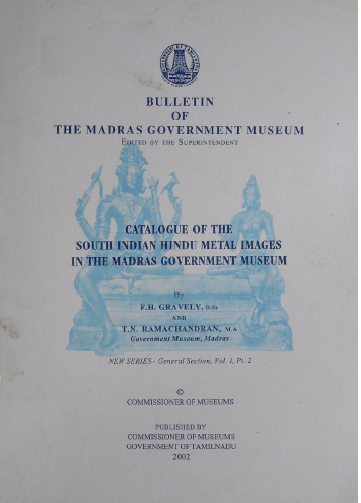 BULLETIN
OF
THE MADRAS GOVERNMENT MUSEUM
EDITED BY THE SUPERINTENDENT
CATALOGUE OF THE
SOUTH INDIAN HINDU METAL IMAGES
IN THE MADRAS GOVERNMENT MUSEUM
By
F.H. GRAVELY, D.Sc
AND
T.N. RAMACHANDRAN, M.A
Government Museum, Madras
NEW SERIES - General Section, Vol. I, Pt. 2
©
COMMISSIONER OF MUSEUMS
PUBLISHED BY
COMMISSIONER OF MUSEUMS
GOVERNMENT OF TAMILNADU
2002